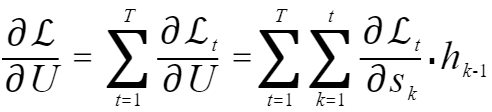 ∂ℒ/∂U = ∑_{t=1}^{T} ∂ℒ_t/∂U = ∑_{t=1}^{T} ∑_{k=1}^{t} ∂ℒ_t/∂s_k · h_{k-1}